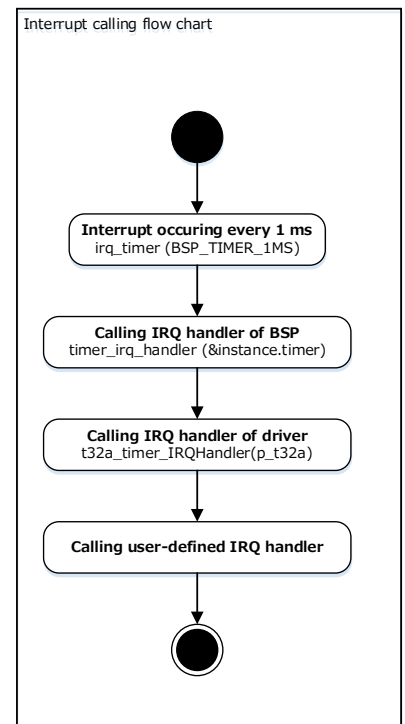 Interrupt calling flow chart
Interrupt occuring every 1 ms
irq_timer (BSP_TIMER_1MS)
Calling IRQ handler of BSP
timer_irq_handler (&instance.timer)
Calling IRQ handler of driver
t32a_timer_IRQHandler(p_t32a)
Calling user-defined IRQ handler